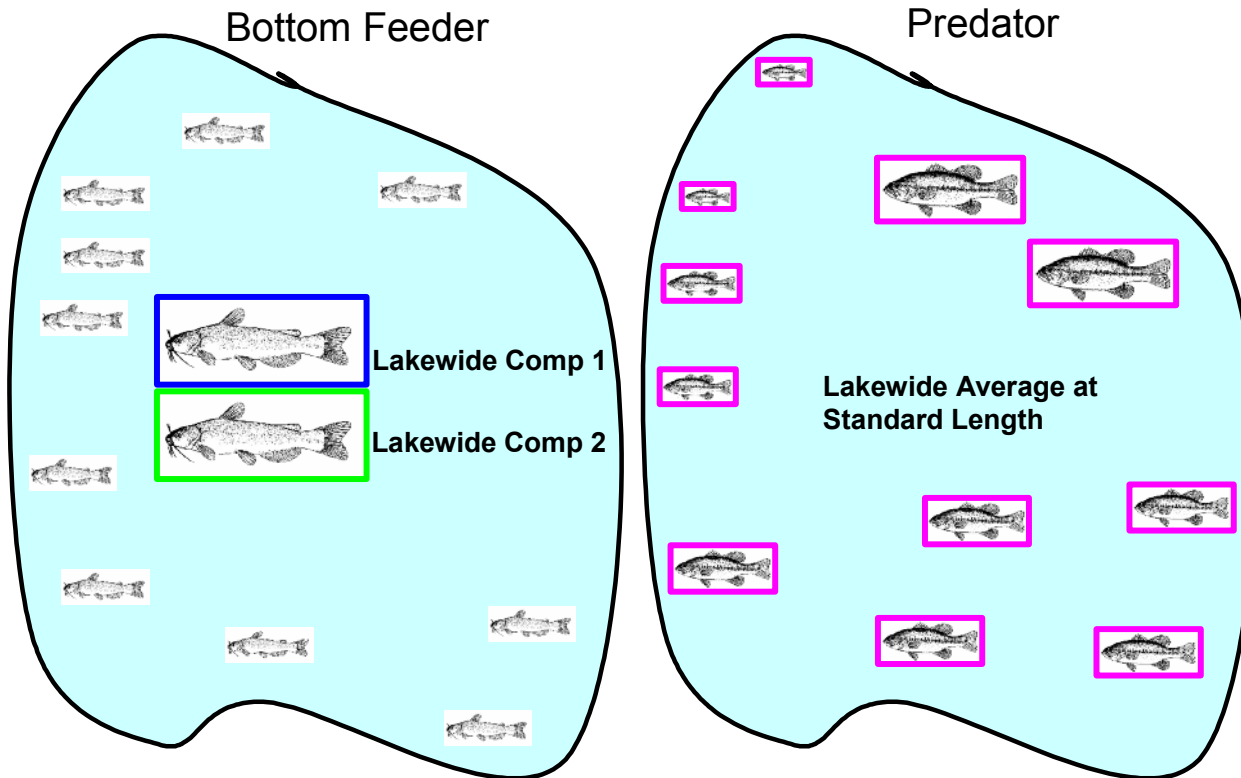 Bottom Feeder
Predator
Lakewide Comp 1
Lakewide Comp 2
Lakewide Average at
Standard Length